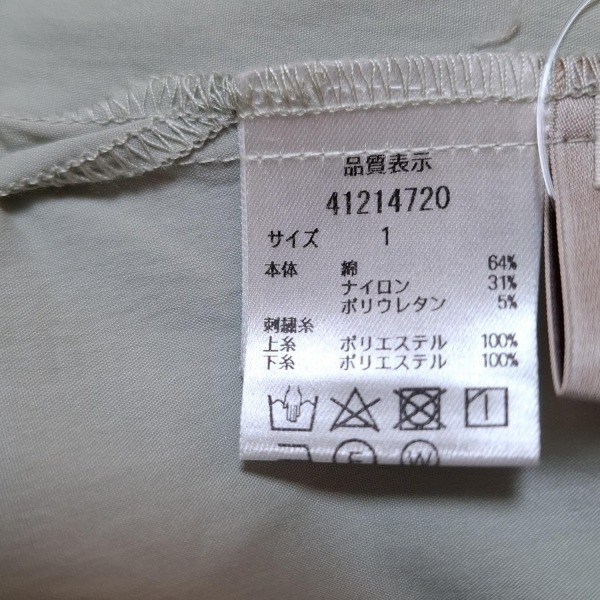 品質表示
41214720
サイズ 1
本体 綿 64%
ナイロン 31%
ポリウレタン 5%
刺繍糸
上糸 ポリエステル 100%
下糸 ポリエステル 100%